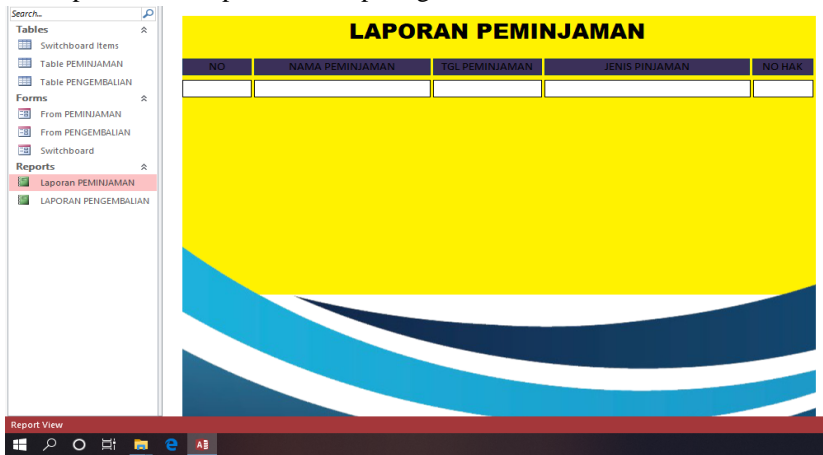 Search...
Tables
Switchboard Items
Table PEMINJAMAN
Table PENGEMBALIAN
Forms
From PEMINJAMAN
From PENGEMBALIAN
Switchboard
Reports
Laporan PEMINJAMAN
LAPORAN PENGEMBALIAN
LAPORAN PEMINJAMAN
NO NAMA PEMINJAMAN TGL PEMINJAMAN JENIS PINJAMAN NO HAK
Report View